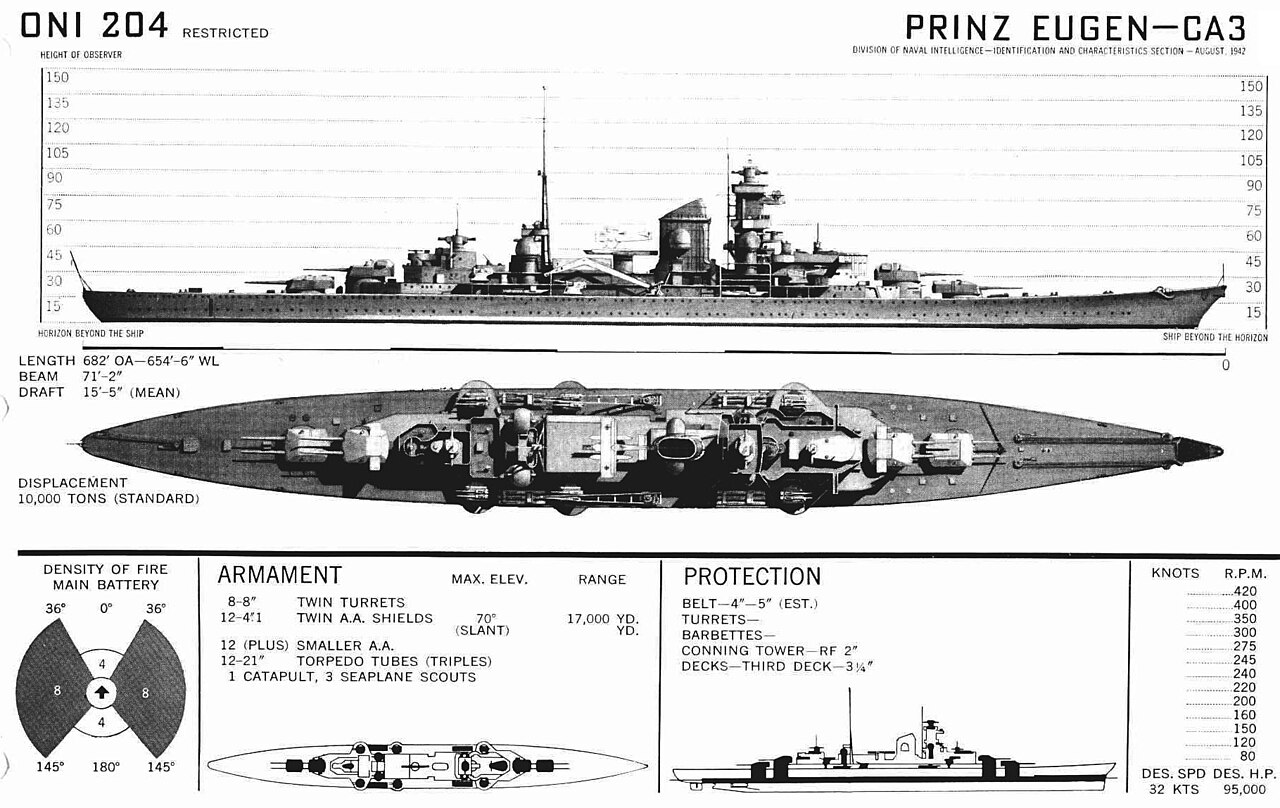 ONI 204 RESTRICTED
PRINZ EUGEN—CA3
DIVISION OF NAVAL INTELLIGENCE—IDENTIFICATION AND CHARACTERISTICS SECTION—AUGUST, 1942
HEIGHT OF OBSERVER
150 150
135 135
120 120
105 105
90 90
75 75
60 60
45 45
30 30
15 15
HORIZON BEYOND THE SHIP
SHIP BEYOND THE HORIZON
0
LENGTH 682' OA—654'-6" WL
BEAM 71'-2"
DRAFT 15'-5" (MEAN)
DISPLACEMENT
10,000 TONS (STANDARD)
DENSITY OF FIRE
MAIN BATTERY
36° 0° 36°
4
8 8
4
145° 180° 145°
ARMAMENT MAX. ELEV. RANGE
8-8" TWIN TURRETS
12-4"1 TWIN A.A. SHIELDS 70° 17,000 YD.
(SLANT) YD.
12 (PLUS) SMALLER A.A.
12-21" TORPEDO TUBES (TRIPLES)
1 CATAPULT, 3 SEAPLANE SCOUTS
PROTECTION
BELT—4"—5" (EST.)
TURRETS—
BARBETTES—
CONNING TOWER—RF 2"
DECKS—THIRD DECK—3¼"
KNOTS R.P.M.
420
400
350
300
275
245
240
220
200
160
150
120
80
DES. SPD DES. H.P.
32 KTS 95,000